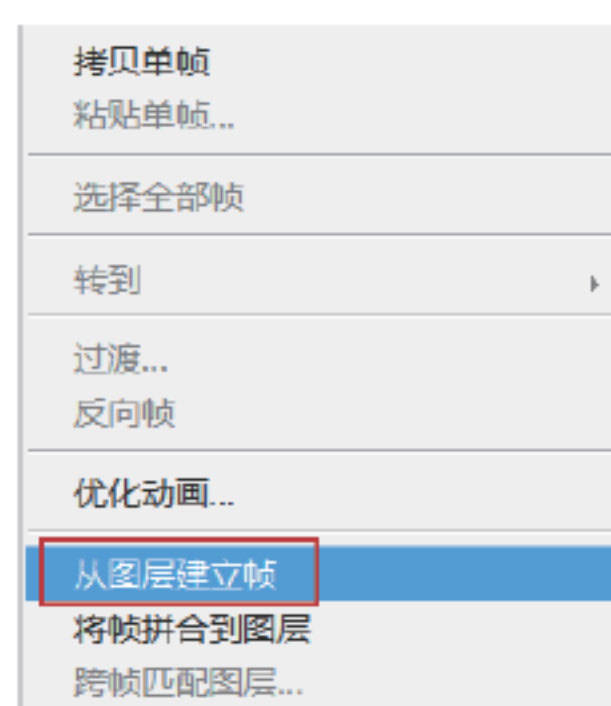 拷贝单帧
粘贴单帧...
选择全部帧
转到
过渡...
反向帧
优化动画...
从图层建立帧
将帧拼合到图层
跨帧匹配图层...